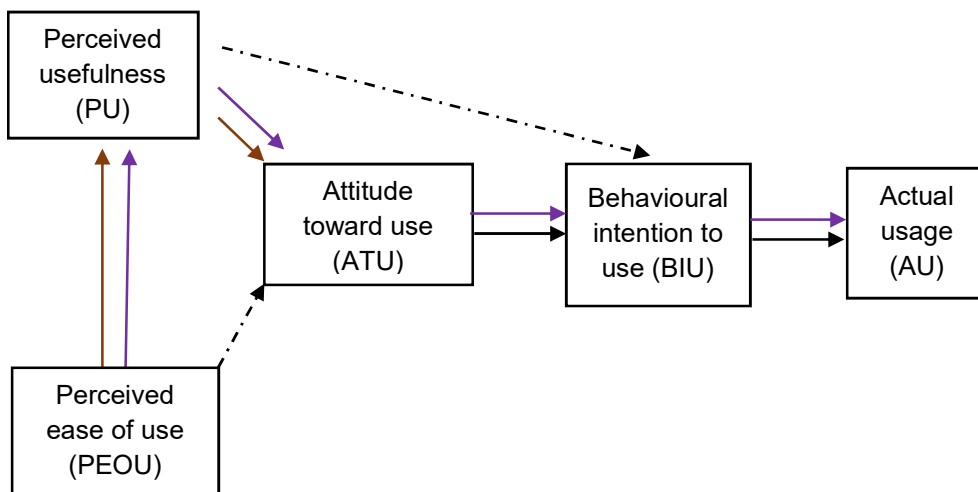 Perceived
usefulness
(PU)
Attitude
toward use
(ATU)
Behavioural
intention to
use (BIU)
Actual
usage
(AU)
Perceived
ease of use
(PEOU)